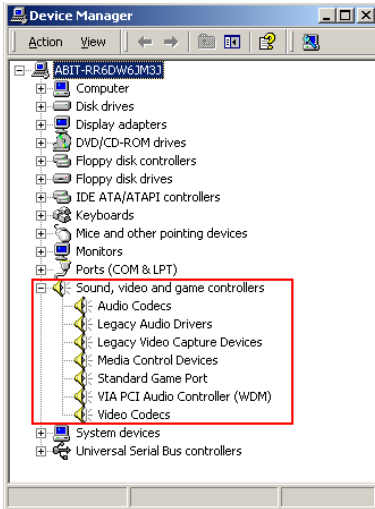 Device Manager
Action View
ABIT-RR6DW6JM3J
Computer
Disk drives
Display adapters
DVD/CD-ROM drives
Floppy disk controllers
Floppy disk drives
IDE ATA/ATAPI controllers
Keyboards
Mice and other pointing devices
Monitors
Ports (COM & LPT)
Sound, video and game controllers
Audio Codecs
Legacy Audio Drivers
Legacy Video Capture Devices
Media Control Devices
Standard Game Port
VIA PCI Audio Controller (WDM)
Video Codecs
System devices
Universal Serial Bus controllers